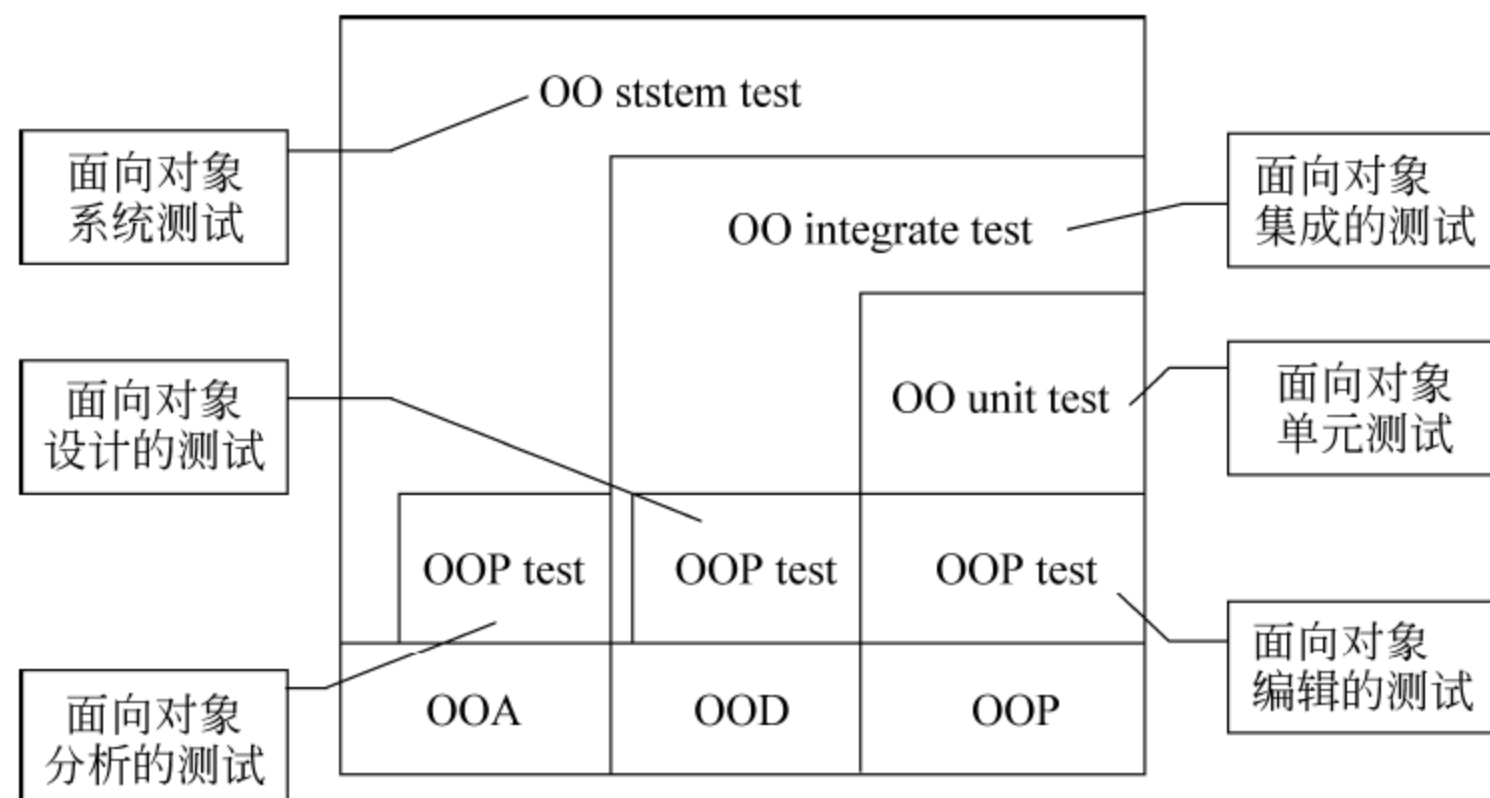 OO ststem test
面向对象
系统测试
面向对象
集成的测试
OO integrate test
面向对象
单元测试
面向对象
设计的测试
OO unit test
OOP test
OOP test
OOP test
面向对象
编辑的测试
面向对象
分析的测试
OOA
OOD
OOP